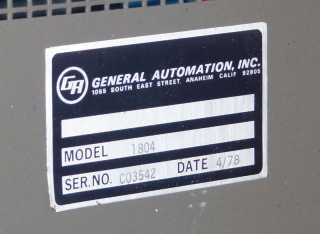 GA GENERAL AUTOMATION, INC.
1055 SOUTH EAST STREET, ANAHEIM CALIF 92805
MODEL 1804
SER. NO. C03542 DATE 4/78